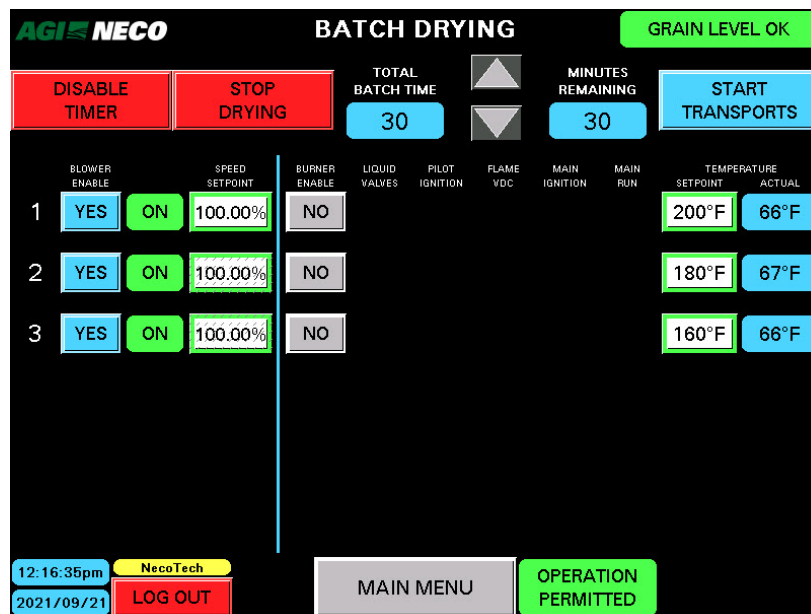 AGI NECO
BATCH DRYING
GRAIN LEVEL OK
DISABLE
TIMER
STOP
DRYING
TOTAL
BATCH TIME
30
MINUTES
REMAINING
30
START
TRANSPORTS
BLOWER
ENABLE
SPEED
SETPOINT
BURNER
ENABLE
LIQUID
VALVES
PILOT
IGNITION
FLAME
VDC
MAIN
IGNITION
MAIN
RUN
TEMPERATURE
SETPOINT ACTUAL
1 YES ON 100.00% NO 200°F 66°F
2 YES ON 100.00% NO 180°F 67°F
3 YES ON 100.00% NO 160°F 66°F
12:16:35pm
2021/09/21
NecoTech
LOG OUT
MAIN MENU
OPERATION
PERMITTED